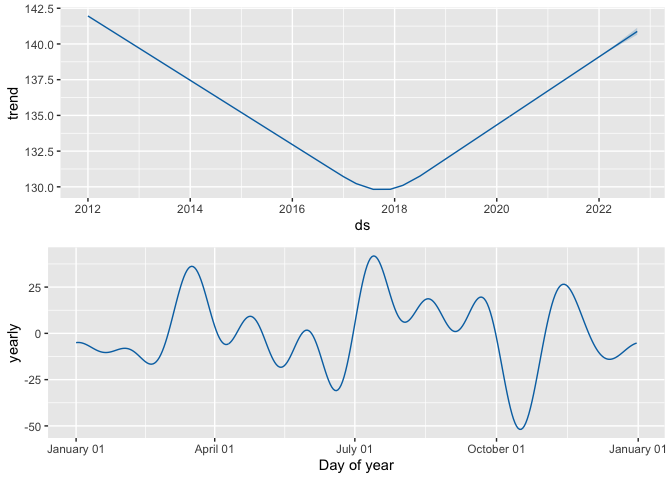 142.5
140.0
137.5
135.0
132.5
130.0
trend
2012 2014 2016 2018 2020 2022
ds
25
0
-25
-50
yearly
January 01 April 01 July 01 October 01 January 01
Day of year